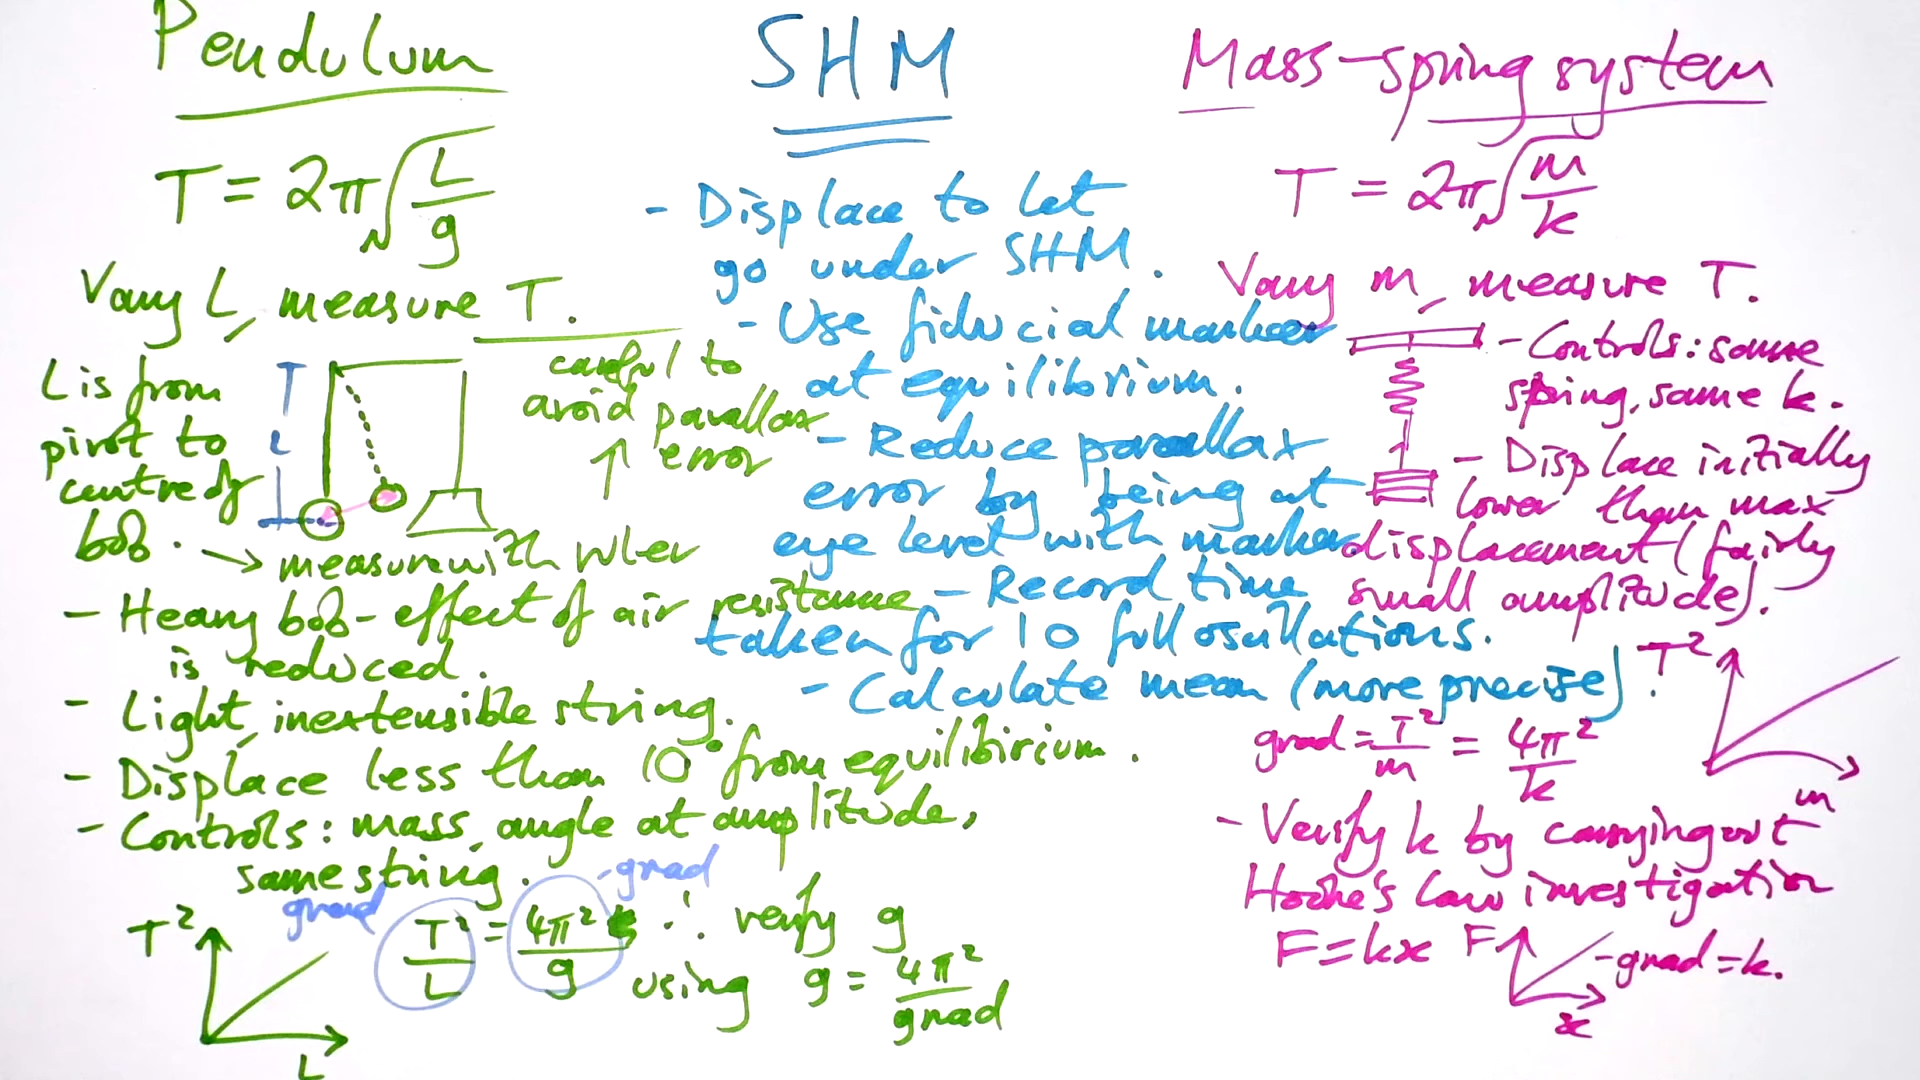 Pendulum
T = 2π√(L/g)
Vary L, measure T.
L is from
pivot to
centre of
bob.
L
careful to
avoid parallax
↑ error
→ measure with ruler
- Heavy bob - effect of air resistance
is reduced.
- Light, inextensible string.
- Displace less than 10° from equilibirium.
- Controls: mass, angle at amplitude,
same string.
T²
L
grad
T²/L = 4π²/g
- grad
∴ verify g
using g = 4π²/grad
SHM
- Displace to let
go under SHM.
- Use fiducial marker
at equilibrium.
- Reduce parallax
error by being at
eye level with marker
- Record time
taken for 10 full oscillations.
- Calculate mean (more precise).
Mass-spring system
T = 2π√(m/k)
Vary m, measure T.
- Controls: same
spring, same k.
- Displace initially
lower than max
displacement (fairly
small amplitude).
T²
m
grad = T²/m = 4π²/k
- Verify k by carrying out
Hooke's Law investigation
F = kx
F
x
- grad = k.